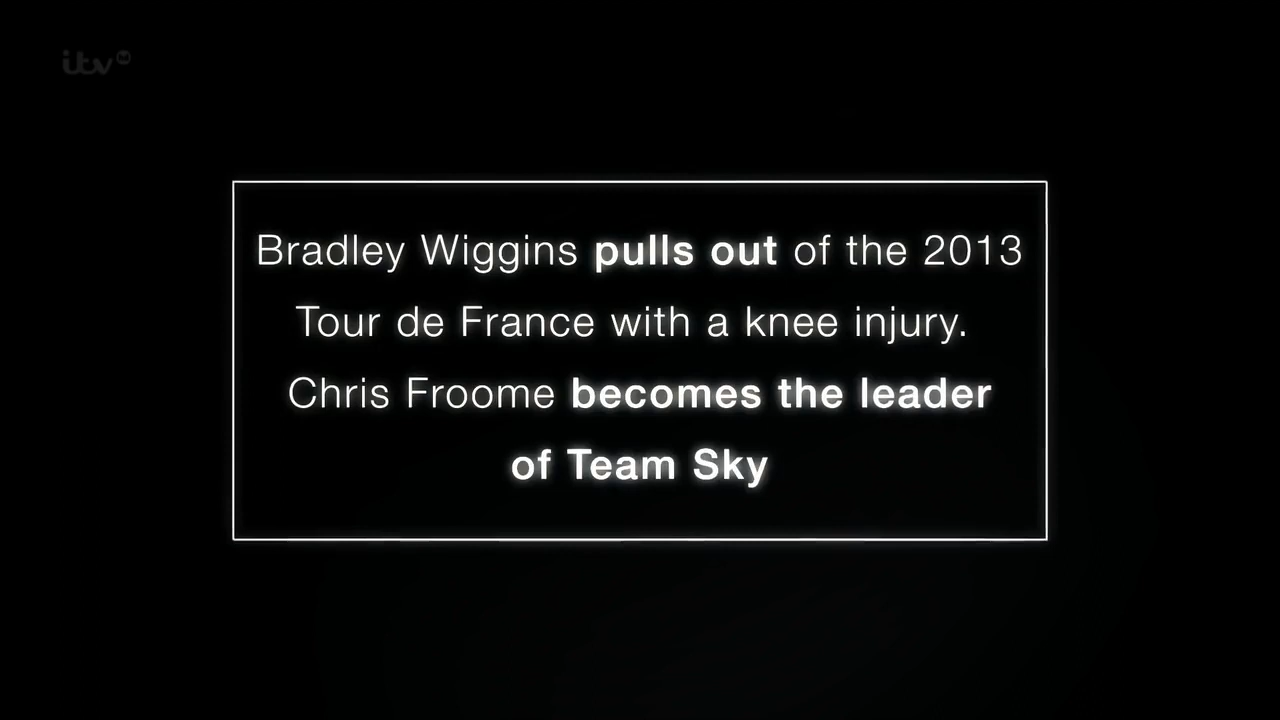 itv
Bradley Wiggins pulls out of the 2013
Tour de France with a knee injury.
Chris Froome becomes the leader
of Team Sky